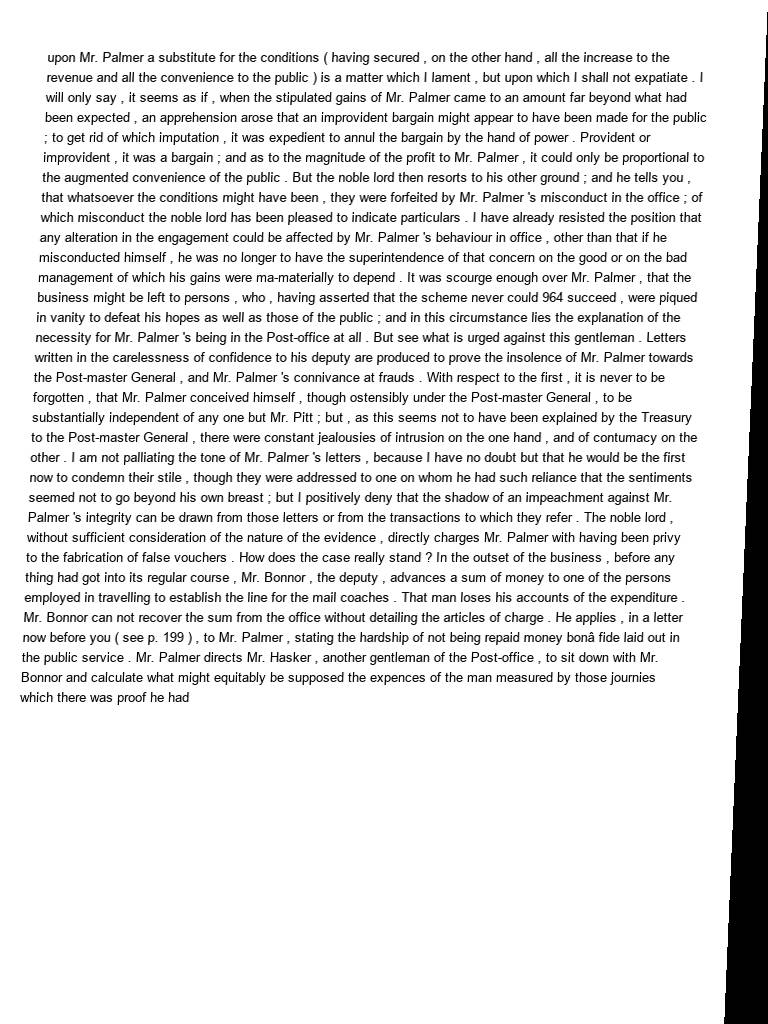 upon Mr. Palmer a substitute for the conditions ( having secured , on the other hand , all the increase to the
revenue and all the convenience to the public ) is a matter which I lament , but upon which I shall not expatiate . I
will only say , it seems as if , when the stipulated gains of Mr. Palmer came to an amount far beyond what had
been expected , an apprehension arose that an improvident bargain might appear to have been made for the public
; to get rid of which imputation , it was expedient to annul the bargain by the hand of power . Provident or
improvident , it was a bargain ; and as to the magnitude of the profit to Mr. Palmer , it could only be proportional to
the augmented convenience of the public . But the noble lord then resorts to his other ground ; and he tells you ,
that whatsoever the conditions might have been , they were forfeited by Mr. Palmer 's misconduct in the office ; of
which misconduct the noble lord has been pleased to indicate particulars . I have already resisted the position that
any alteration in the engagement could be affected by Mr. Palmer 's behaviour in office , other than that if he
misconducted himself , he was no longer to have the superintendence of that concern on the good or on the bad
management of which his gains were ma-materially to depend . It was scourge enough over Mr. Palmer , that the
business might be left to persons , who , having asserted that the scheme never could 964 succeed , were piqued
in vanity to defeat his hopes as well as those of the public ; and in this circumstance lies the explanation of the
necessity for Mr. Palmer 's being in the Post-office at all . But see what is urged against this gentleman . Letters
written in the carelessness of confidence to his deputy are produced to prove the insolence of Mr. Palmer towards
the Post-master General , and Mr. Palmer 's connivance at frauds . With respect to the first , it is never to be
forgotten , that Mr. Palmer conceived himself , though ostensibly under the Post-master General , to be
substantially independent of any one but Mr. Pitt ; but , as this seems not to have been explained by the Treasury
to the Post-master General , there were constant jealousies of intrusion on the one hand , and of contumacy on the
other . I am not palliating the tone of Mr. Palmer 's letters , because I have no doubt but that he would be the first
now to condemn their stile , though they were addressed to one on whom he had such reliance that the sentiments
seemed not to go beyond his own breast ; but I positively deny that the shadow of an impeachment against Mr.
Palmer 's integrity can be drawn from those letters or from the transactions to which they refer . The noble lord ,
without sufficient consideration of the nature of the evidence , directly charges Mr. Palmer with having been privy
to the fabrication of false vouchers . How does the case really stand ? In the outset of the business , before any
thing had got into its regular course , Mr. Bonnor , the deputy , advances a sum of money to one of the persons
employed in travelling to establish the line for the mail coaches . That man loses his accounts of the expenditure .
Mr. Bonnor can not recover the sum from the office without detailing the articles of charge . He applies , in a letter
now before you ( see p. 199 ) , to Mr. Palmer , stating the hardship of not being repaid money bonâ fide laid out in
the public service . Mr. Palmer directs Mr. Hasker , another gentleman of the Post-office , to sit down with Mr.
Bonnor and calculate what might equitably be supposed the expences of the man measured by those journies
which there was proof he had